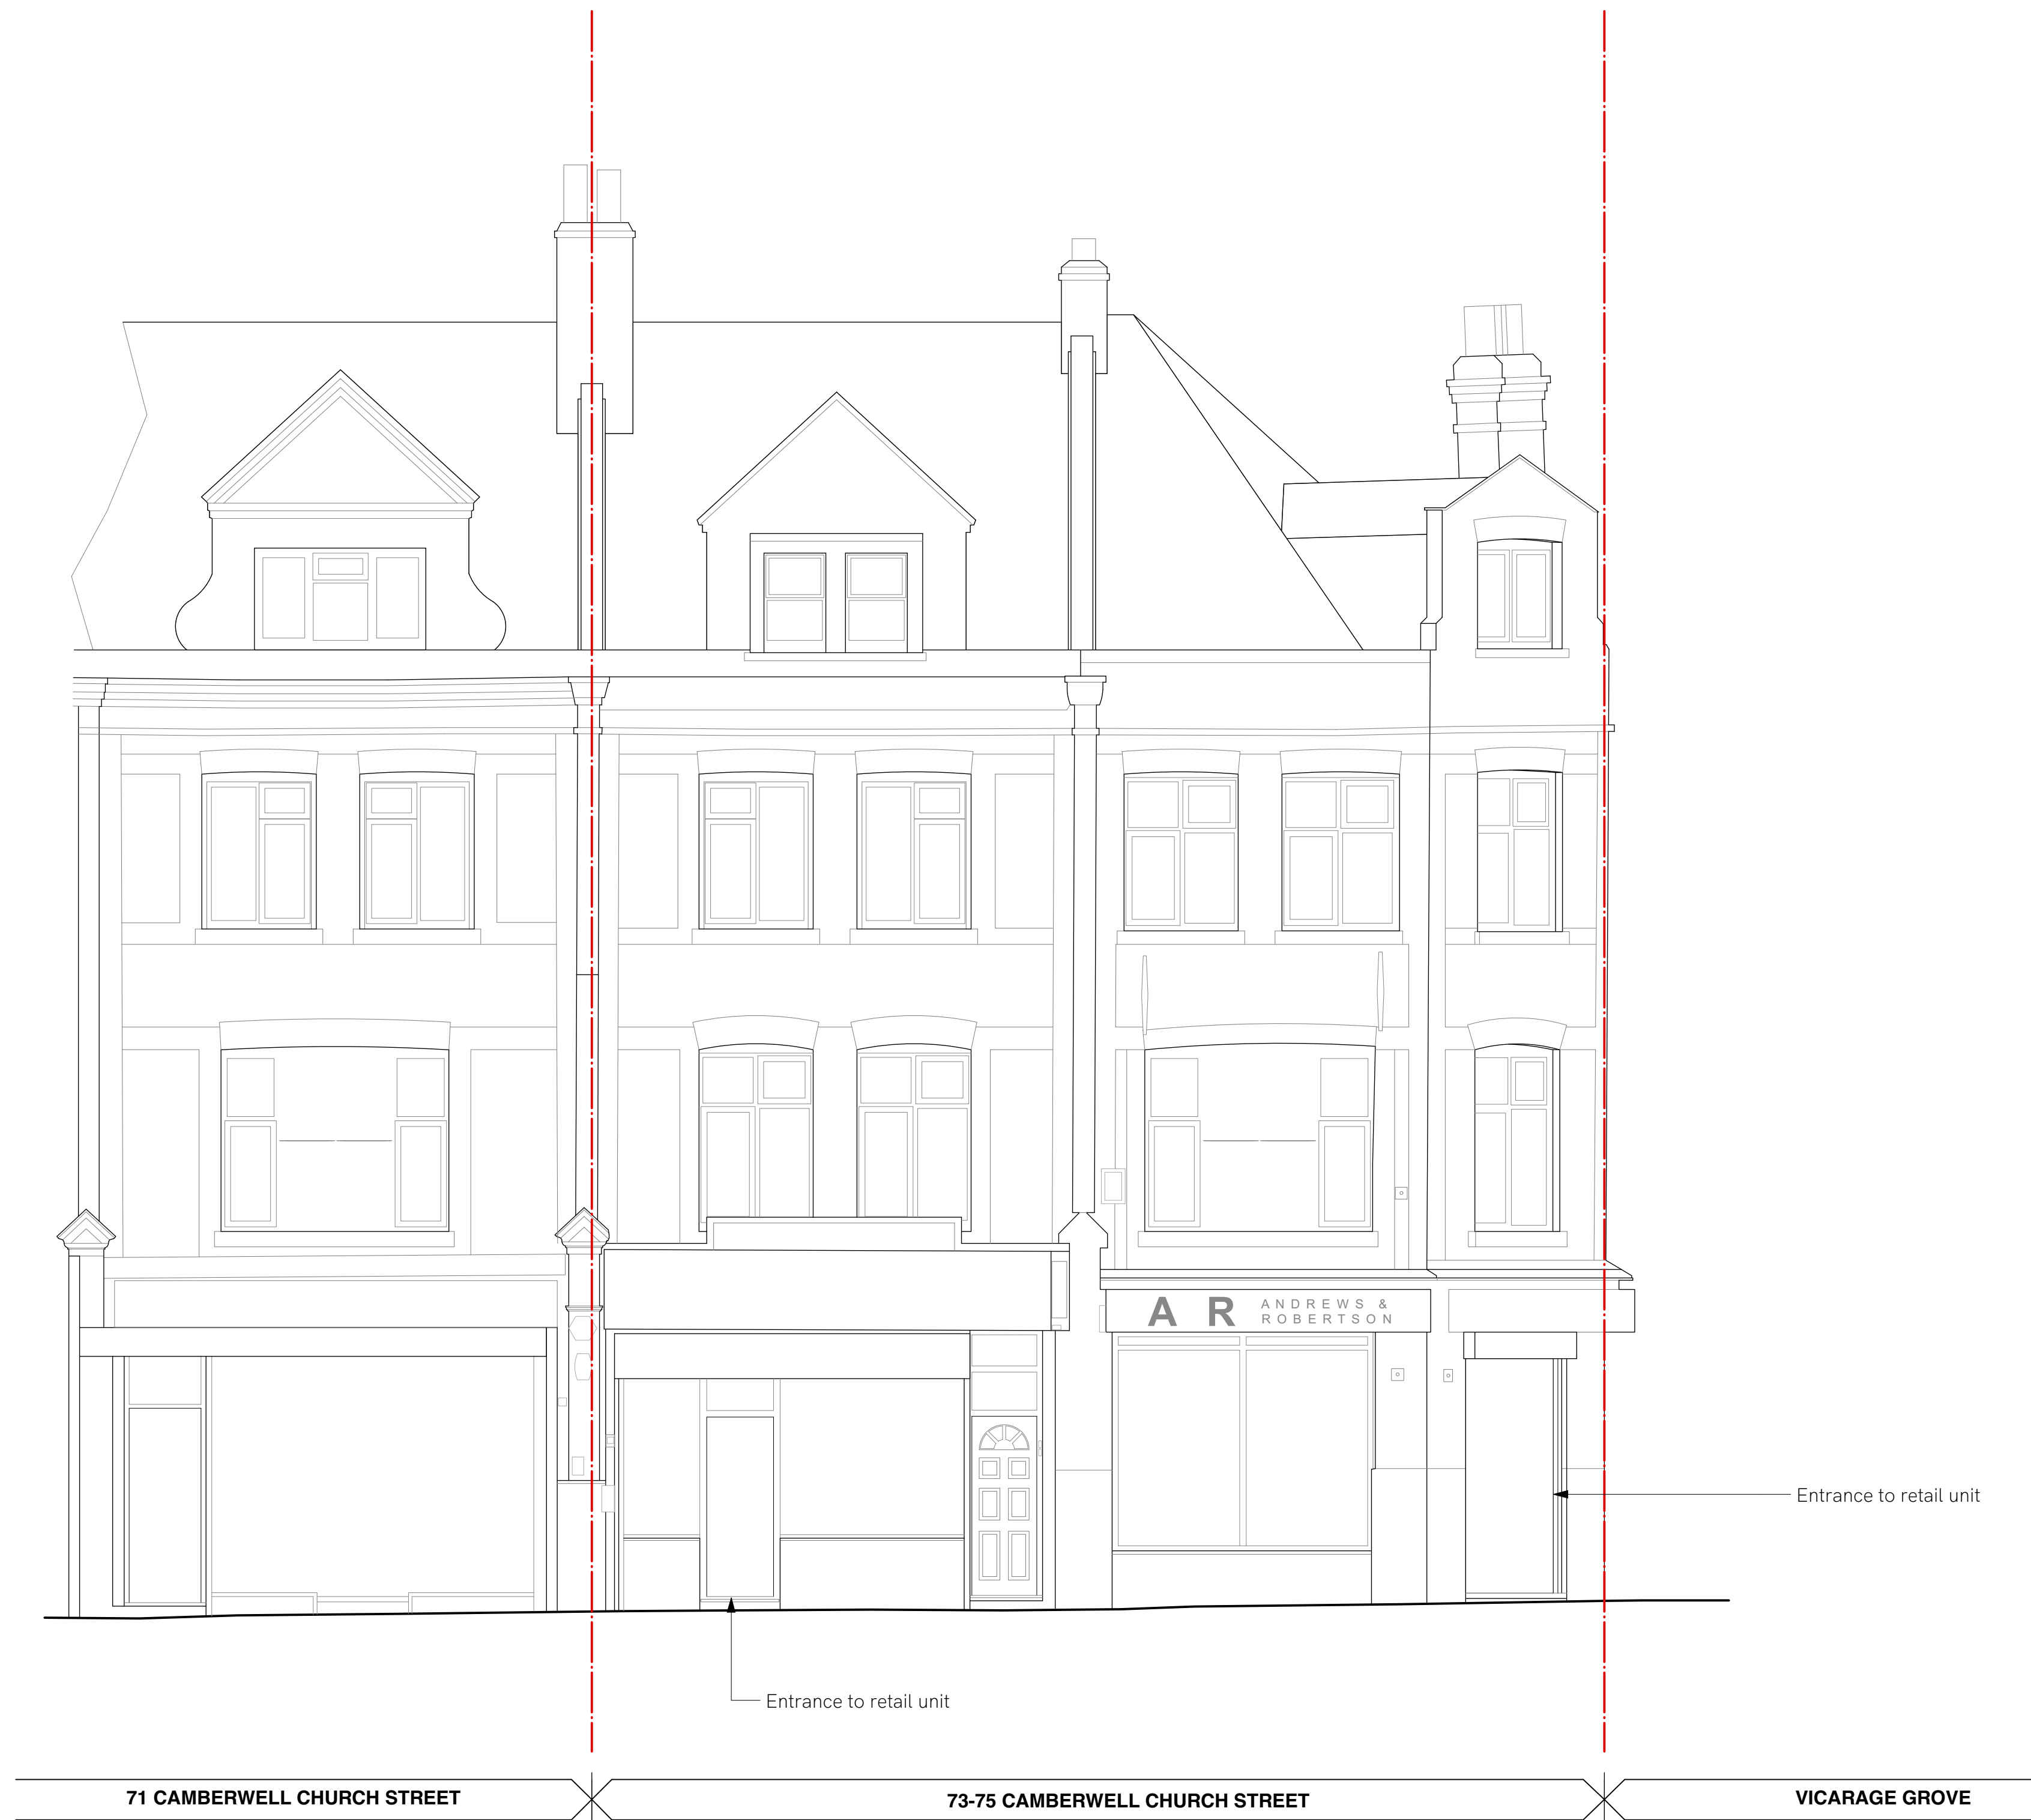 A R
ANDREWS &
ROBERTSON
Entrance to retail unit
Entrance to retail unit
71 CAMBERWELL CHURCH STREET
73-75 CAMBERWELL CHURCH STREET
VICARAGE GROVE